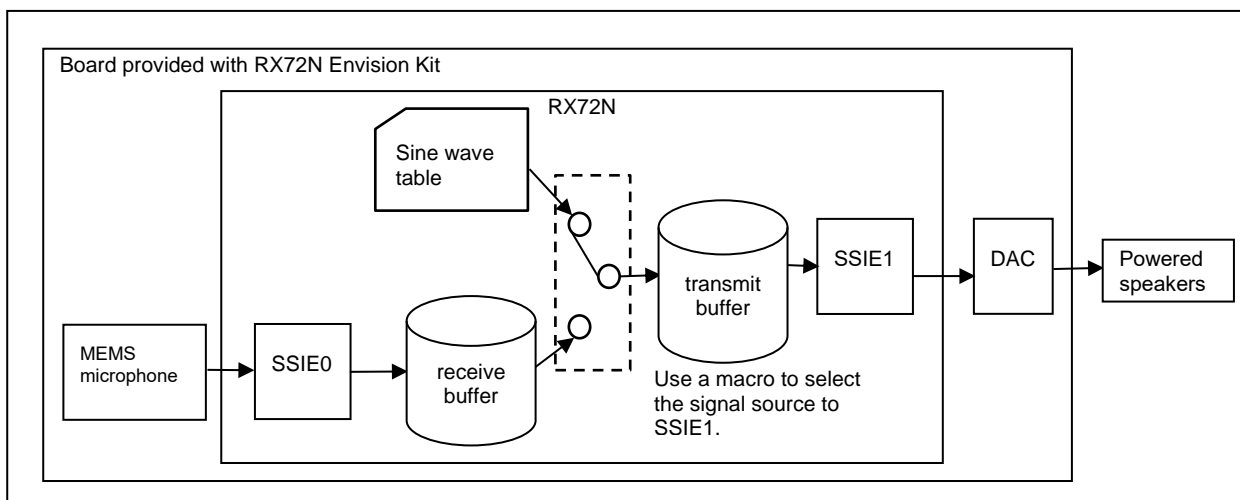 Board provided with RX72N Envision Kit
RX72N
Sine wave
table
transmit
buffer
SSIE1
DAC
Powered
speakers
MEMS
microphone
SSIE0
receive
buffer
Use a macro to select
the signal source to
SSIE1.